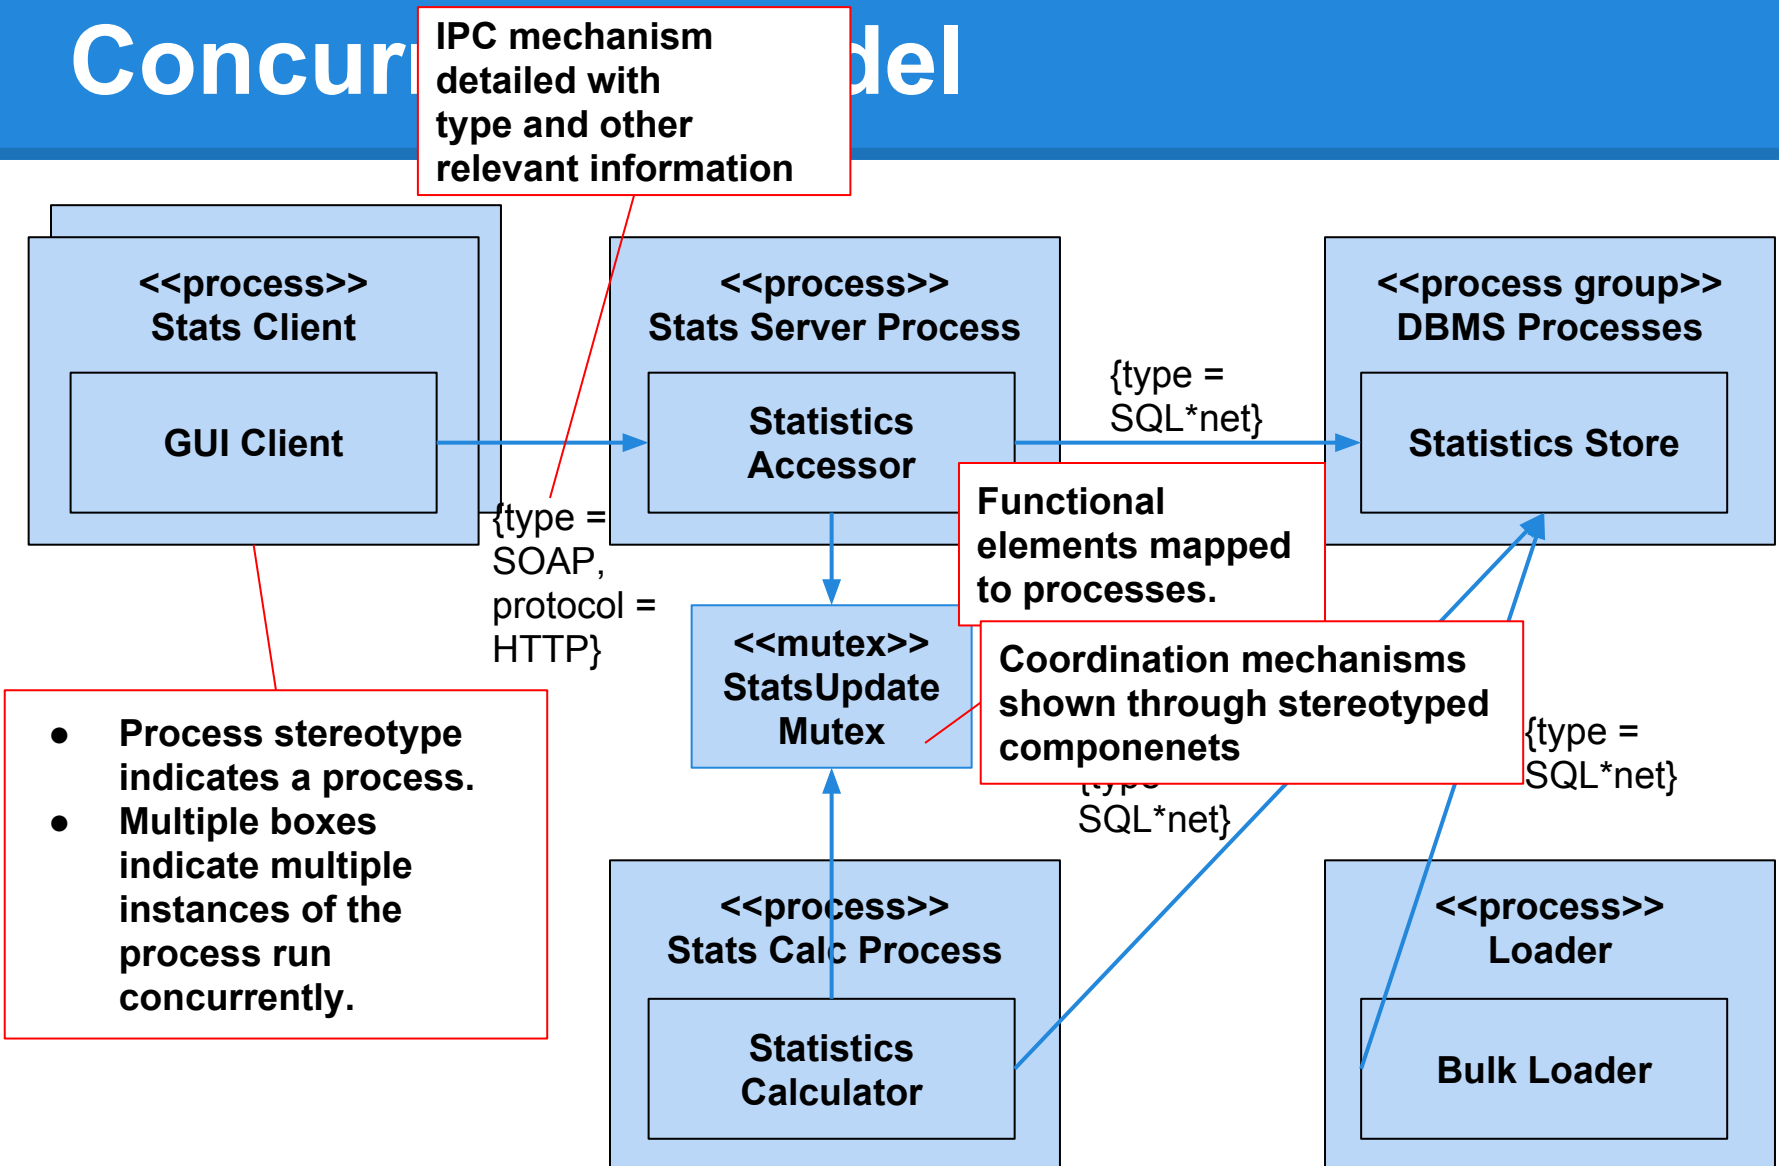 Concur
del
IPC mechanism
detailed with
type and other
relevant information
<<process>>
Stats Client
GUI Client
<<process>>
Stats Server Process
Statistics
Accessor
<<process group>>
DBMS Processes
Statistics Store
{type =
SQL*net}
{type =
SOAP,
protocol =
HTTP}
Functional
elements mapped
to processes.
<<mutex>>
StatsUpdate
Mutex
Coordination mechanisms
shown through stereotyped
componenets
{type =
SQL*net}
SQL*net}
● Process stereotype
indicates a process.
● Multiple boxes
indicate multiple
instances of the
process run
concurrently.
<<process>>
Stats Calc Process
Statistics
Calculator
<<process>>
Loader
Bulk Loader